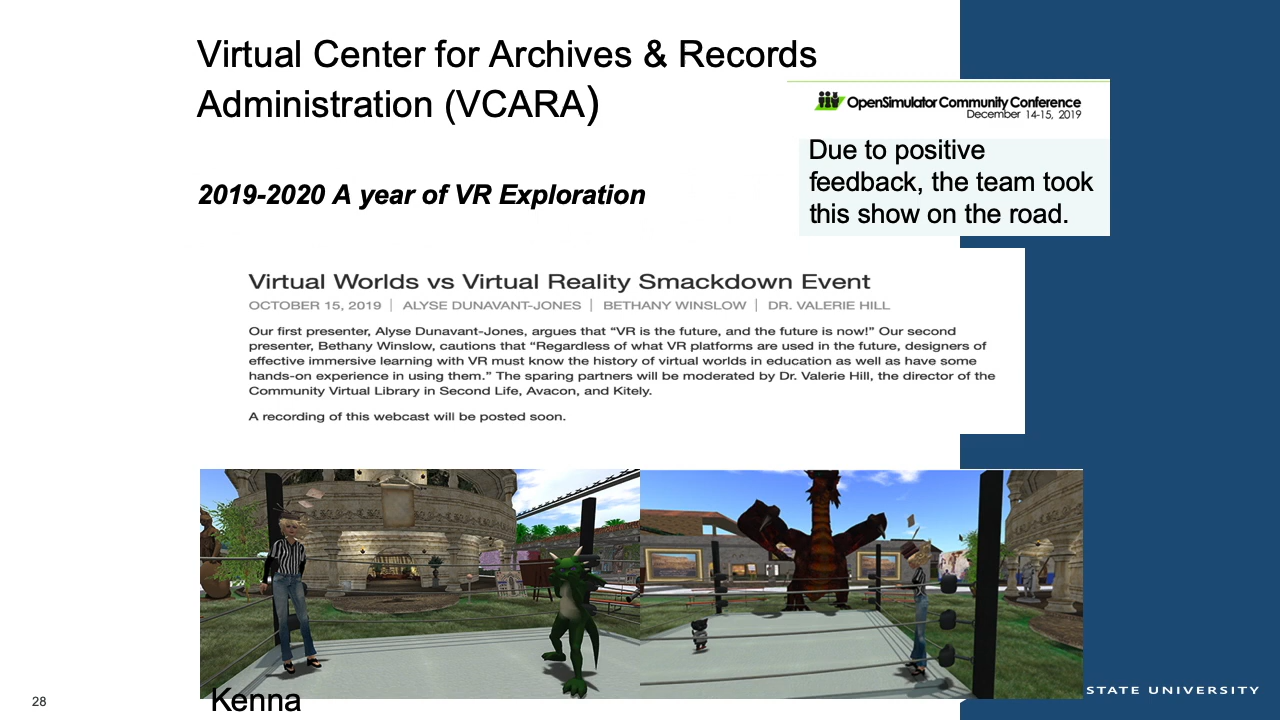 Virtual Center for Archives & Records
Administration (VCARA)
OpenSimulator Community Conference
December 14-15, 2019
Due to positive
feedback, the team took
this show on the road.
2019-2020 A year of VR Exploration
Virtual Worlds vs Virtual Reality Smackdown Event
OCTOBER 15, 2019 | ALYSE DUNAVANT-JONES | BETHANY WINSLOW | DR. VALERIE HILL
Our first presenter, Alyse Dunavant-Jones, argues that “VR is the future, and the future is now!” Our second
presenter, Bethany Winslow, cautions that “Regardless of what VR platforms are used in the future, designers of
effective immersive learning with VR must know the history of virtual worlds in education as well as have some
hands-on experience in using them.” The sparing partners will be moderated by Dr. Valerie Hill, the director of the
Community Virtual Library in Second Life, Avacon, and Kitely.
A recording of this webcast will be posted soon.
Kenna
28
STATE UNIVERSITY